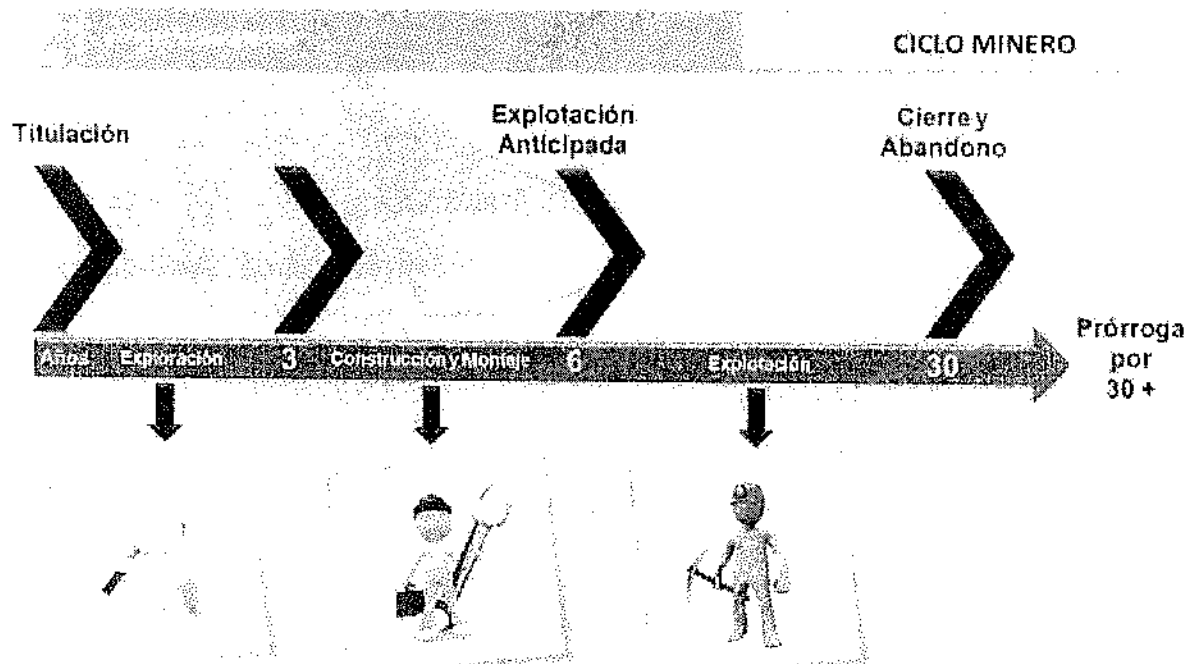 CICLO MINERO
Titulación
Explotación
Anticipada
Cierre y
Abandono
Años
Exploración
3
Construcción y Montaje
6
Explotación
30
Prórroga
por
30 +